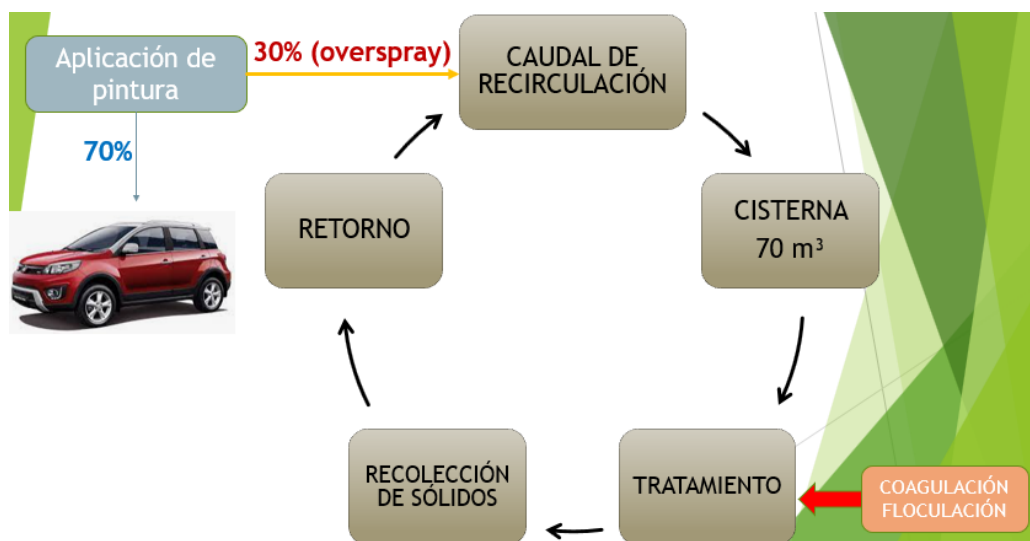 Aplicación de
pintura
30% (overspray)
70%
CAUDAL DE
RECIRCULACIÓN
CISTERNA
70 m³
TRATAMIENTO
COAGULACIÓN
FLOCULACIÓN
RECOLECCIÓN
DE SÓLIDOS
RETORNO